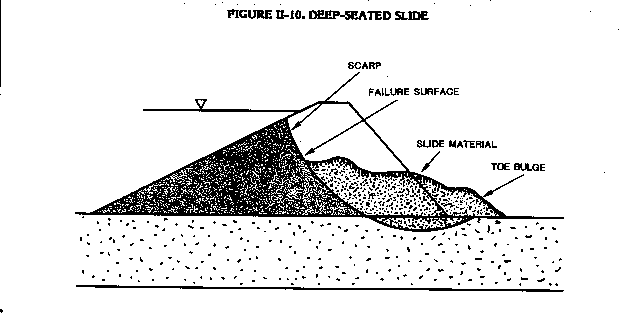 FIGURE II-10. DEEP-SEATED SLIDE
SCARP
FAILURE SURFACE
SLIDE MATERIAL
TOE BULGE